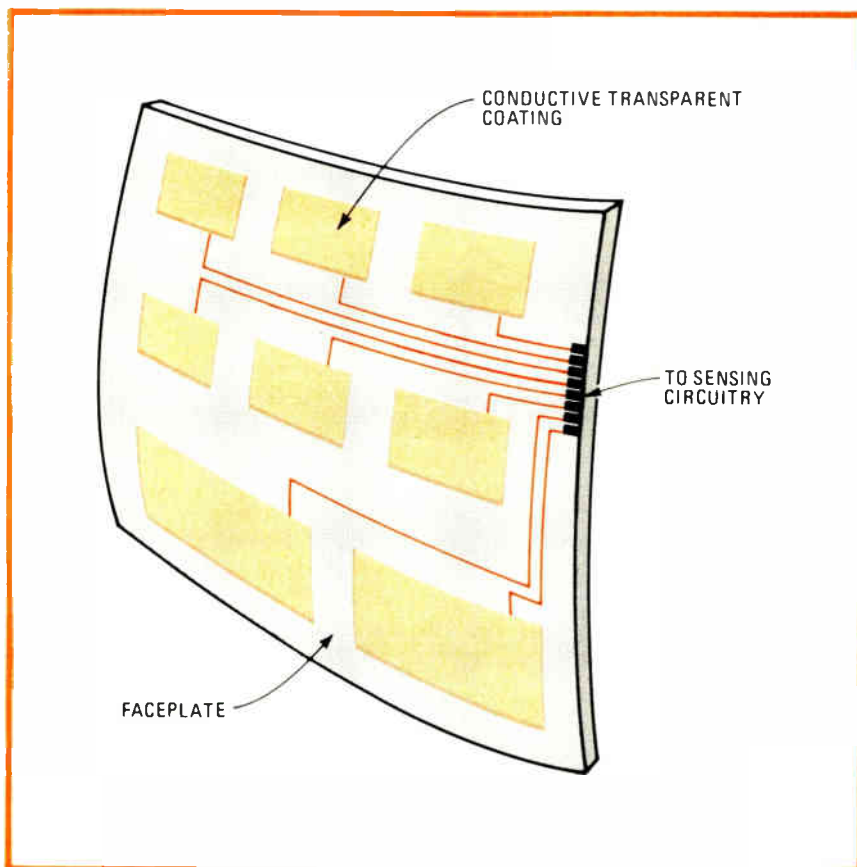 CONDUCTIVE TRANSPARENT
COATING
TO SENSING
CIRCUITRY
FACEPLATE